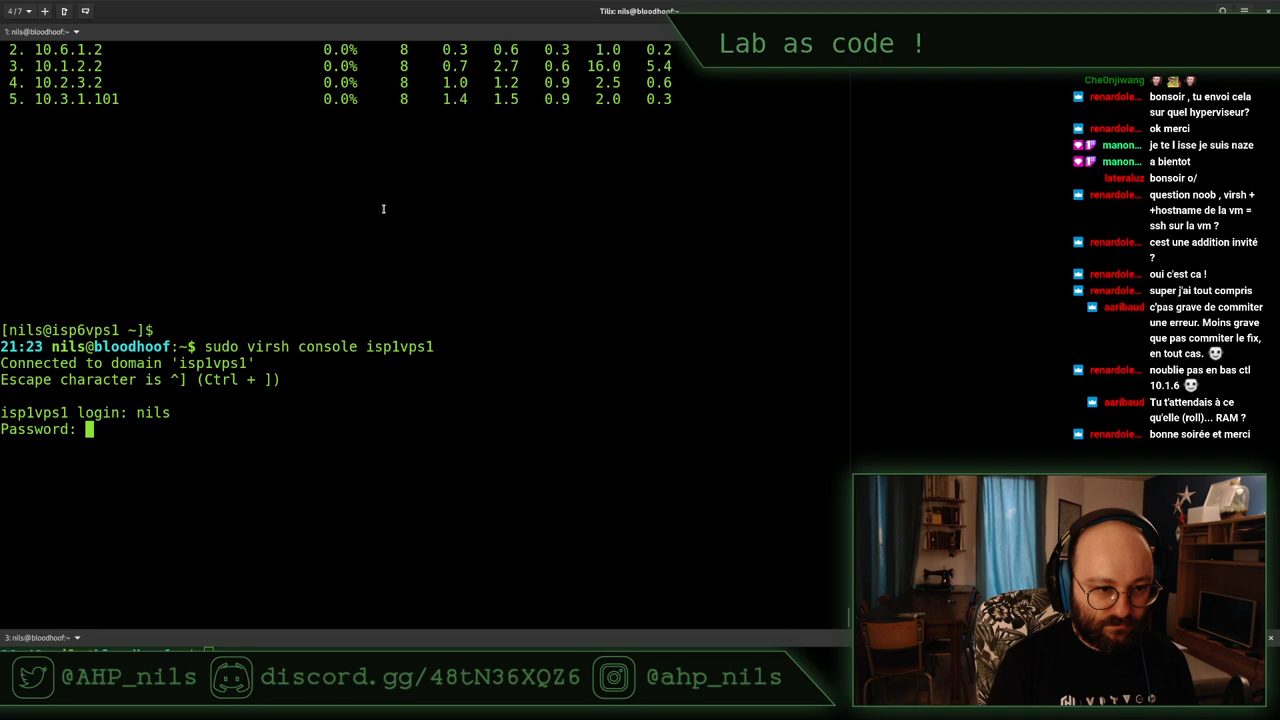 4 / 7
Tilix: nils@bloodhoof:~
1: nils@bloodhoof:~
Lab as code !
2. 10.6.1.2 0.0% 8 0.3 0.6 0.3 1.0 0.2
3. 10.1.2.2 0.0% 8 0.7 2.7 0.6 16.0 5.4
4. 10.2.3.2 0.0% 8 1.0 1.2 0.9 2.5 0.6
5. 10.3.1.101 0.0% 8 1.4 1.5 0.9 2.0 0.3
[nils@isp6vps1 ~]$
21:23 nils@bloodhoof:~$ sudo virsh console isp1vps1
Connected to domain 'isp1vps1'
Escape character is ^] (Ctrl + ])
isp1vps1 login: nils
Password:
3: nils@bloodhoof:~
Che0njiwang
renardole... bonsoir , tu envoi cela
sur quel hyperviseur?
renardole... ok merci
manon... je te l isse je suis naze
manon... a bientot
lateraluz bonsoir o/
renardole... question noob , virsh +
+hostname de la vm =
ssh sur la vm ?
renardole... cest une addition invité
?
renardole... oui c'est ca !
renardole... super j'ai tout compris
aaribaud c'pas grave de commiter
une erreur. Moins grave
que pas commiter le fix,
en tout cas.
renardole... noublie pas en bas ctl
10.1.6
aaribaud Tu t'attendais à ce
qu'elle (roll)... RAM ?
renardole... bonne soirée et merci
@AHP_nils
discord.gg/48tN36XQZ6
@ahp_nils